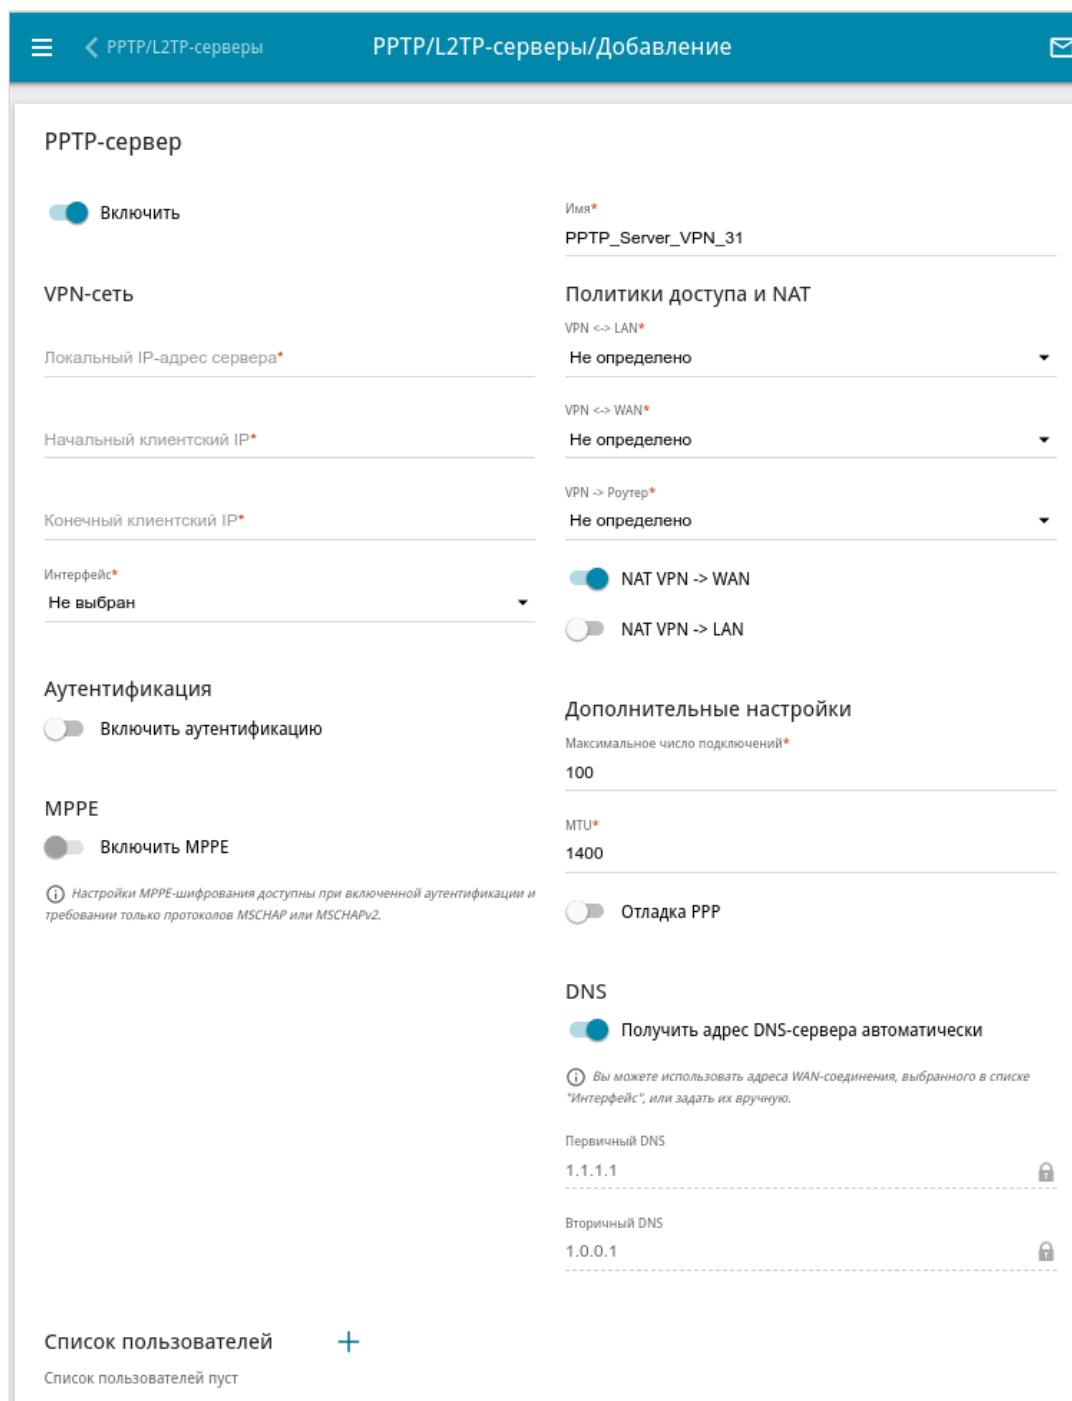 PPTP/L2TP-серверы
PPTP/L2TP-серверы/Добавление
PPTP-сервер
Включить
Имя*
PPTP_Server_VPN_31
VPN-сеть
Локальный IP-адрес сервера*
Начальный клиентский IP*
Конечный клиентский IP*
Интерфейс*
Не выбран
Политики доступа и NAT
VPN <-> LAN*
Не определено
VPN <-> WAN*
Не определено
VPN -> Роутер*
Не определено
NAT VPN -> WAN
NAT VPN -> LAN
Аутентификация
Включить аутентификацию
MPPE
Включить MPPE
Настройки MPPE-шифрования доступны при включенной аутентификации и
требовании только протоколов MSCHAP или MSCHAPv2.
Дополнительные настройки
Максимальное число подключений*
100
MTU*
1400
Отладка PPP
DNS
Получить адрес DNS-сервера автоматически
Вы можете использовать адреса WAN-соединения, выбранного в списке
"Интерфейс", или задать их вручную.
Первичный DNS
1.1.1.1
Вторичный DNS
1.0.0.1
Список пользователей
Список пользователей пуст